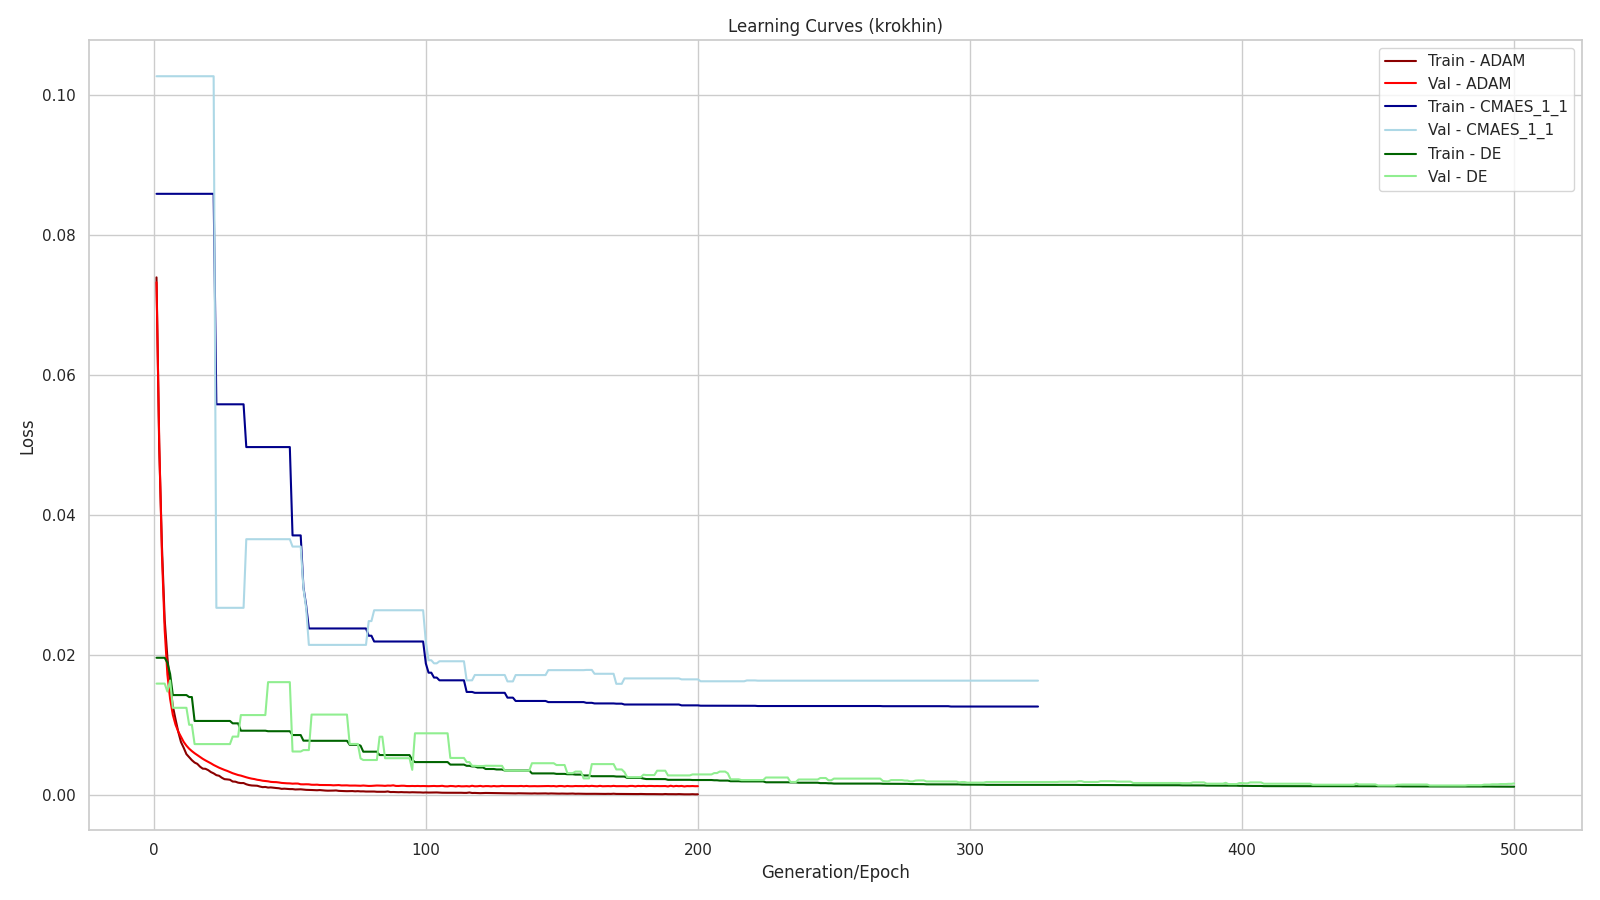 Learning Curves (krokhin)
Train - ADAM
Val - ADAM
Train - CMAES_1_1
Val - CMAES_1_1
Train - DE
Val - DE
0.10
0.08
0.06
0.04
0.02
0.00
Loss
0
100
200
300
400
500
Generation/Epoch